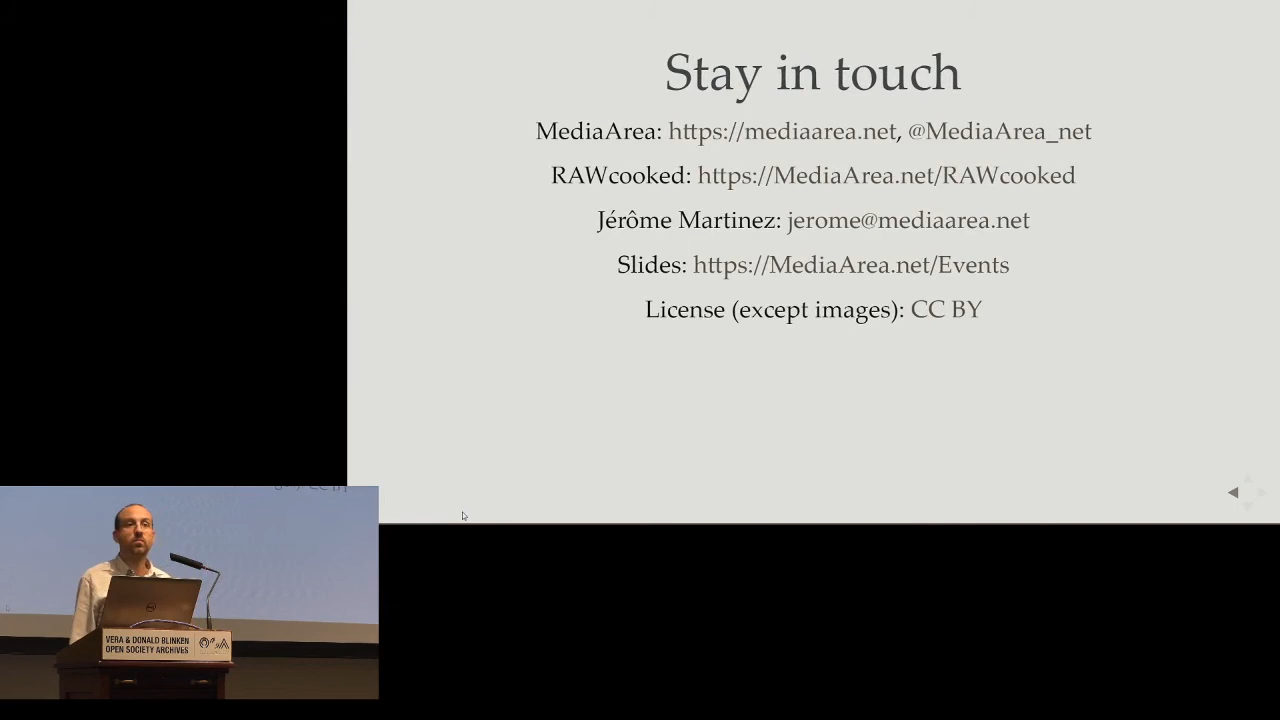 Stay in touch
MediaArea: https://mediaarea.net, @MediaArea_net
RAWcooked: https://MediaArea.net/RAWcooked
Jérôme Martinez: jerome@mediaarea.net
Slides: https://MediaArea.net/Events
License (except images): CC BY
VERA & DONALD BLINKEN
OPEN SOCIETY ARCHIVES